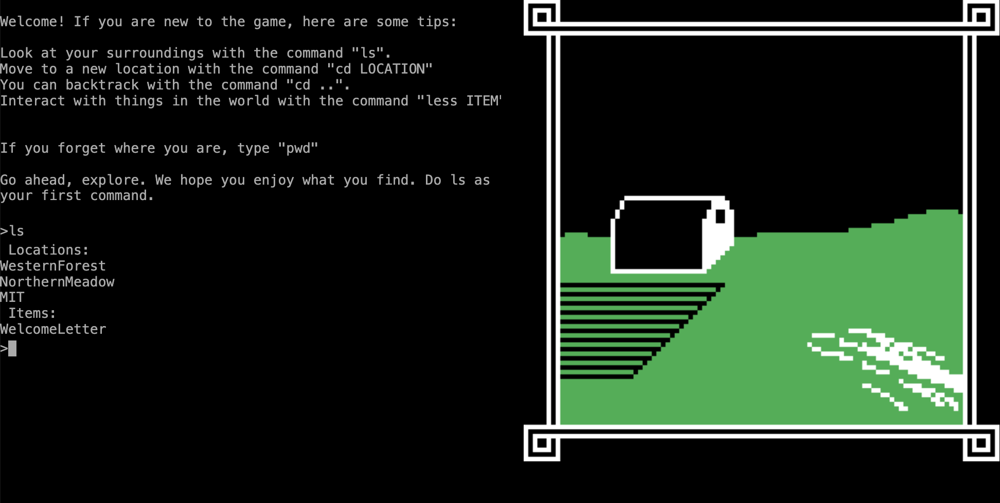 Welcome! If you are new to the game, here are some tips:
Look at your surroundings with the command "ls".
Move to a new location with the command "cd LOCATION"
You can backtrack with the command "cd ..".
Interact with things in the world with the command "less ITEM'
If you forget where you are, type "pwd"
Go ahead, explore. We hope you enjoy what you find. Do ls as
your first command.
>ls
Locations:
WesternForest
NorthernMeadow
MIT
Items:
WelcomeLetter
>